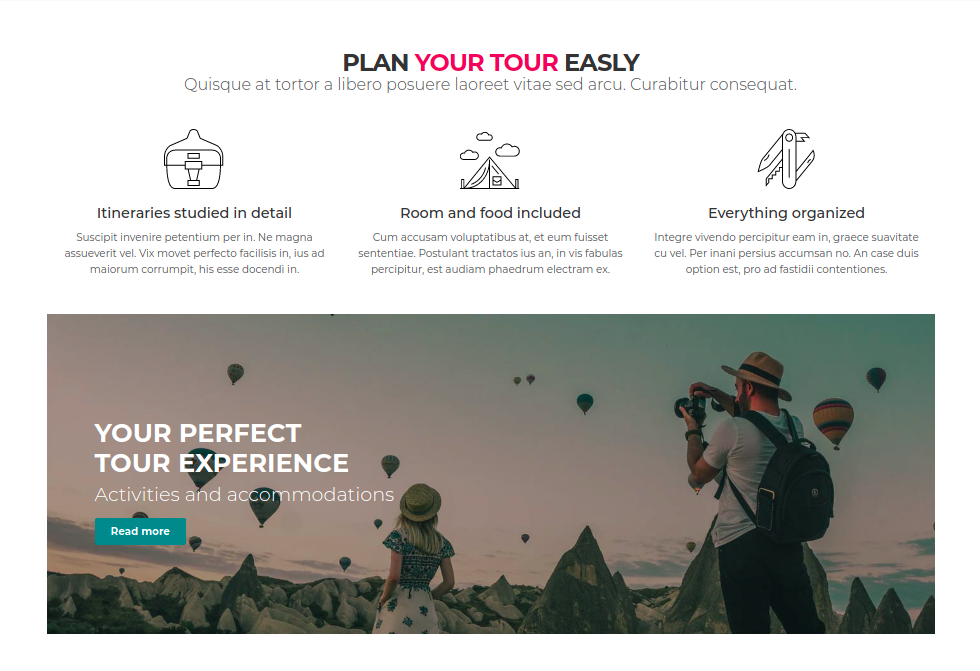 PLAN YOUR TOUR EASLY
Quisque at tortor a libero posuere laoreet vitae sed arcu. Curabitur consequat.
Itineraries studied in detail
Suscipit invenire petentium per in. Ne magna
assueverit vel. Vix movet perfecto facilisis in, ius ad
maiorum corrumpit, his esse docendi in.
Room and food included
Cum accusam voluptatibus at, et eum fuisset
sententiae. Postulant tractatos ius an, in vis fabulas
percipitur, est audiam phaedrum electram ex.
Everything organized
Integre vivendo percipitur eam in, graece suavitate
cu vel. Per inani persius accumsan no. An case duis
option est, pro ad fastidii contentiones.
YOUR PERFECT
TOUR EXPERIENCE
Activities and accommodations
Read more